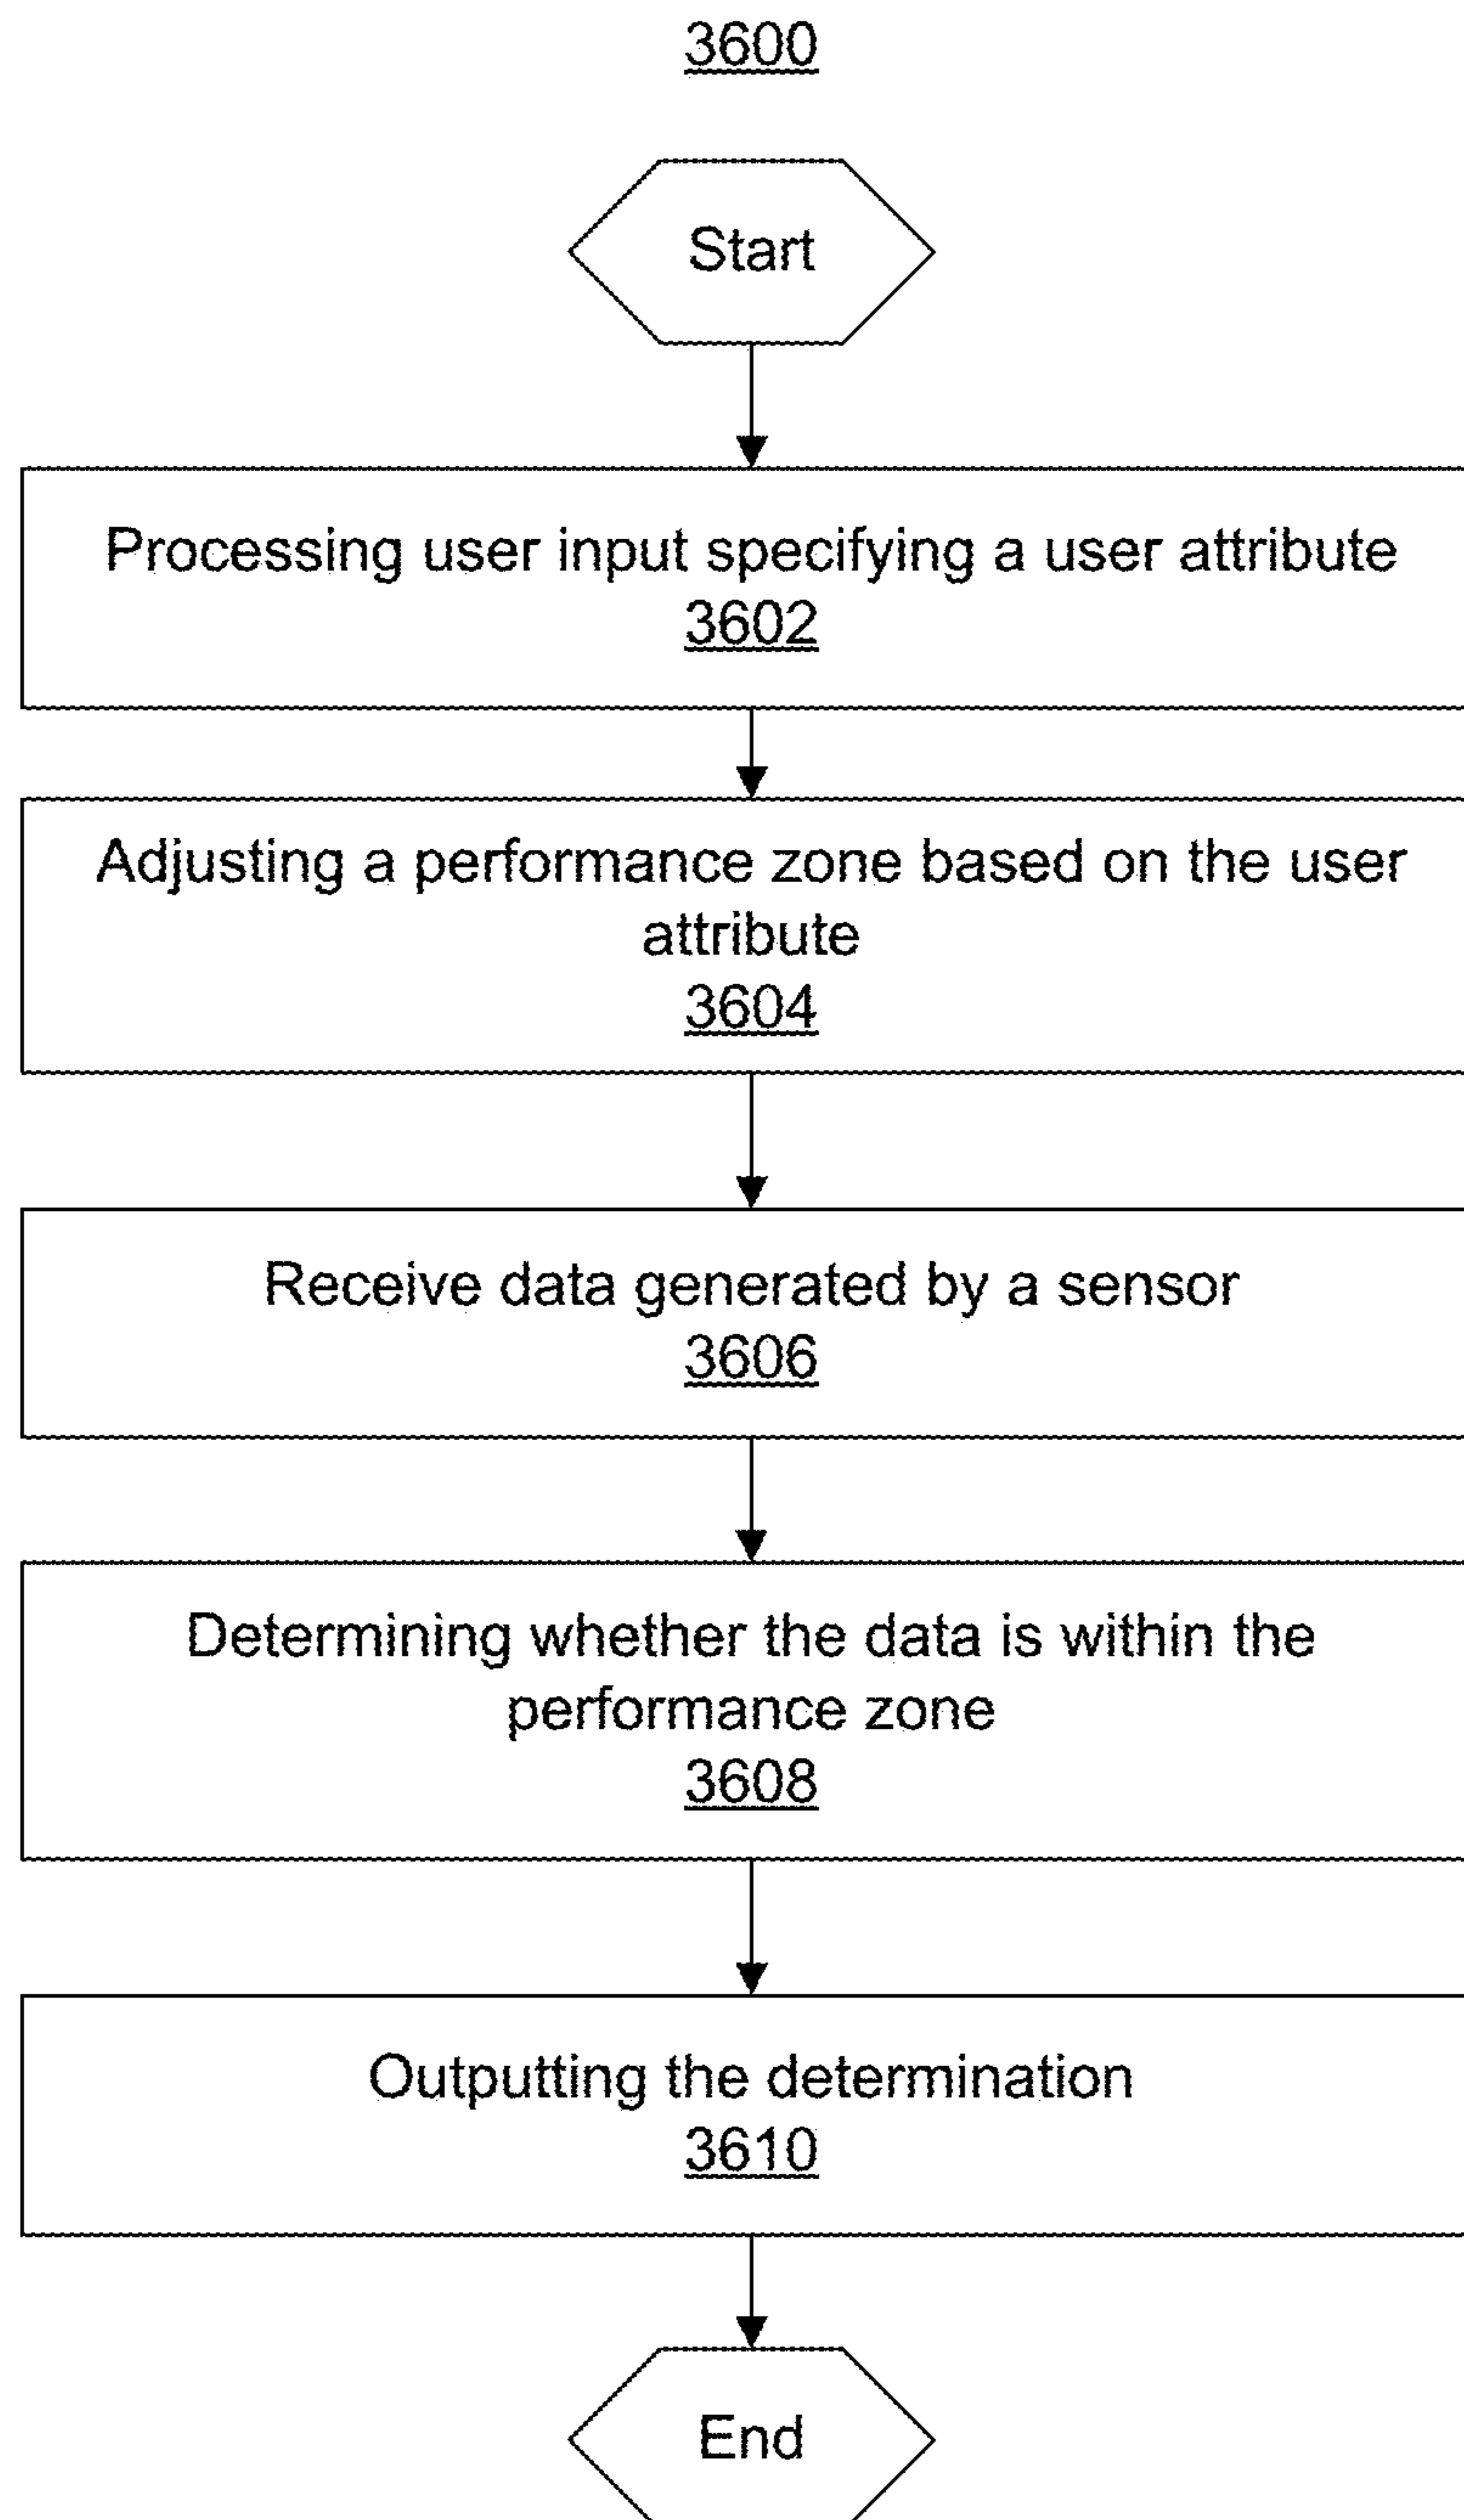 3600
Start
Processing user input specifying a user attribute
3602
Adjusting a performance zone based on the user
attribute
3604
Receive data generated by a sensor
3606
Determining whether the data is within the
performance zone
3608
Outputting the determination
3610
End